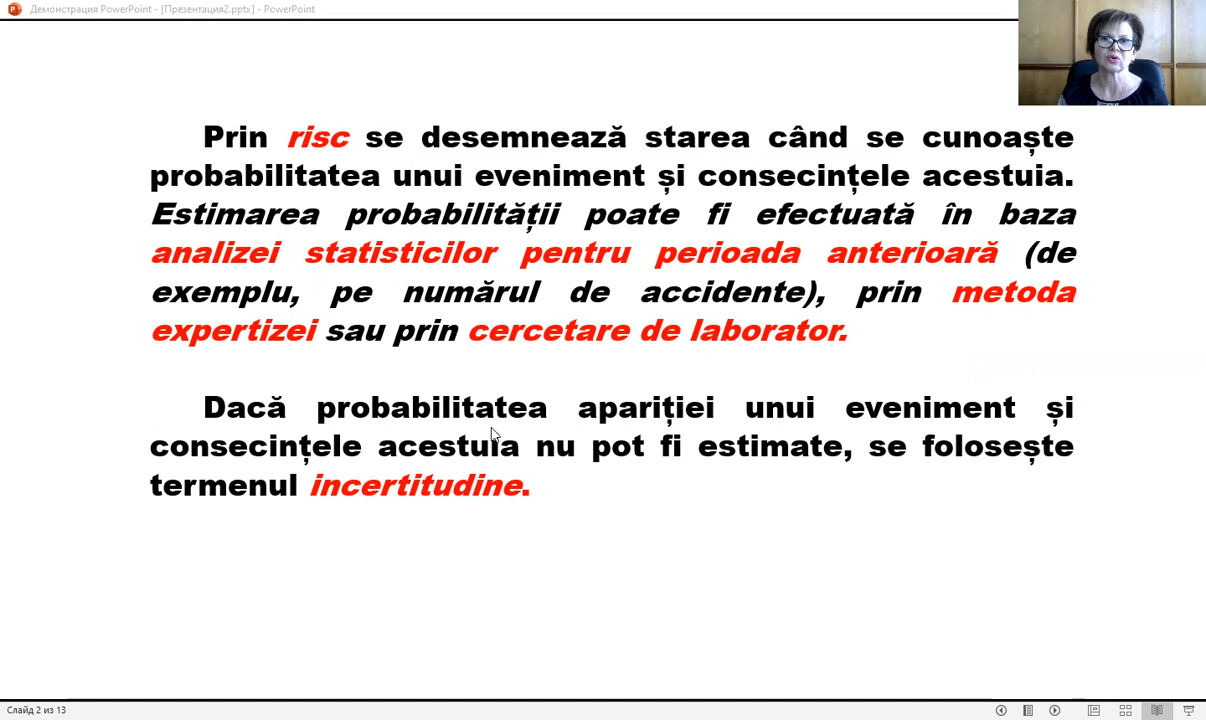 Демонстрация PowerPoint - [Презентация2.pptx] - PowerPoint
Prin risc se desemnează starea când se cunoaște
probabilitatea unui eveniment și consecințele acestuia.
Estimarea probabilității poate fi efectuată în baza
analizei statisticilor pentru perioada anterioară (de
exemplu, pe numărul de accidente), prin metoda
expertizei sau prin cercetare de laborator.
Dacă probabilitatea apariției unui eveniment și
consecințele acestuia nu pot fi estimate, se folosește
termenul incertitudine.
Слайд 2 из 13